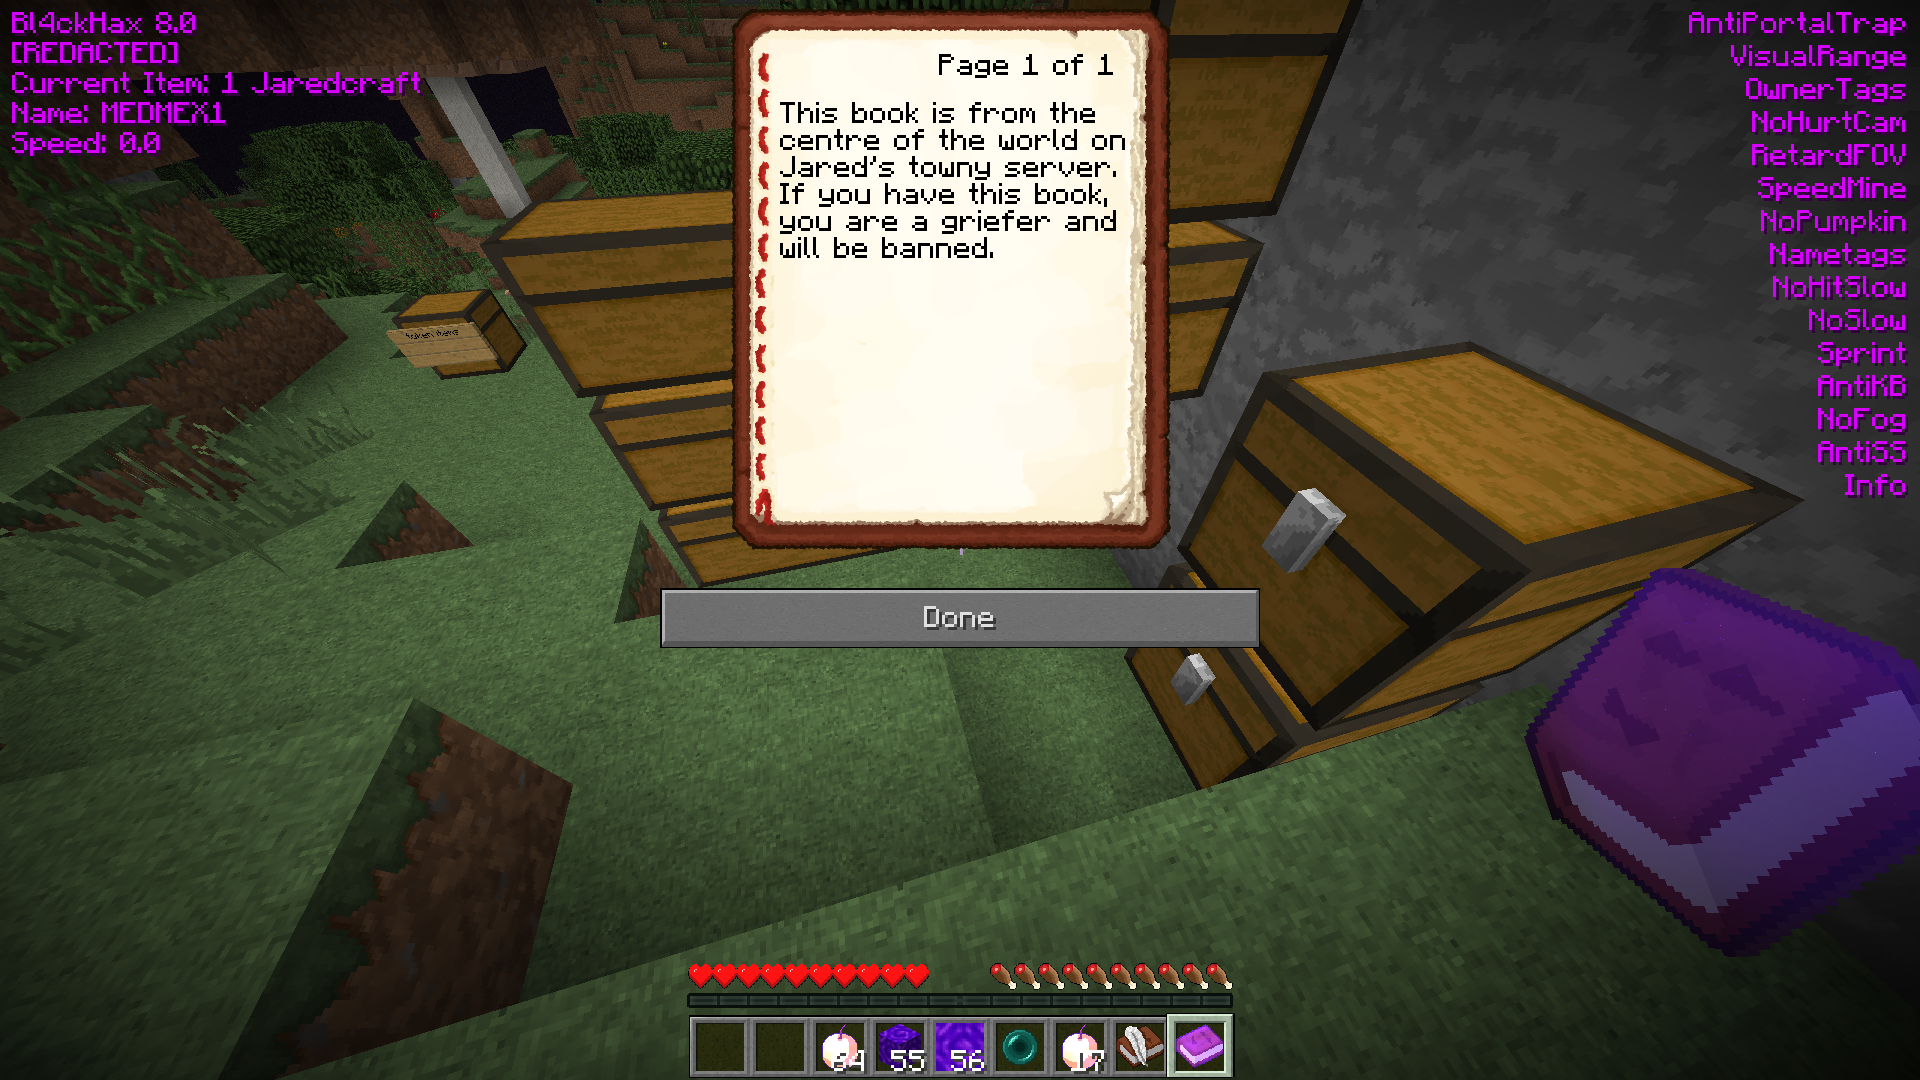 Bl4ckHax 8.0
[REDACTED]
Current Item: 1 Jaredcraft
Name: MEDMEX1
Speed: 0.0
Page 1 of 1
This book is from the
centre of the world on
Jared's towny server.
If you have this book,
you are a griefer and
will be banned.
Done
AntiPortalTrap
VisualRange
OwnerTags
NoHurtCam
RetardFOV
SpeedMine
NoPumpkin
Nametags
NoHitSlow
NoSlow
Sprint
AntiKB
NoFog
AntiSS
Info
64
55
56
17